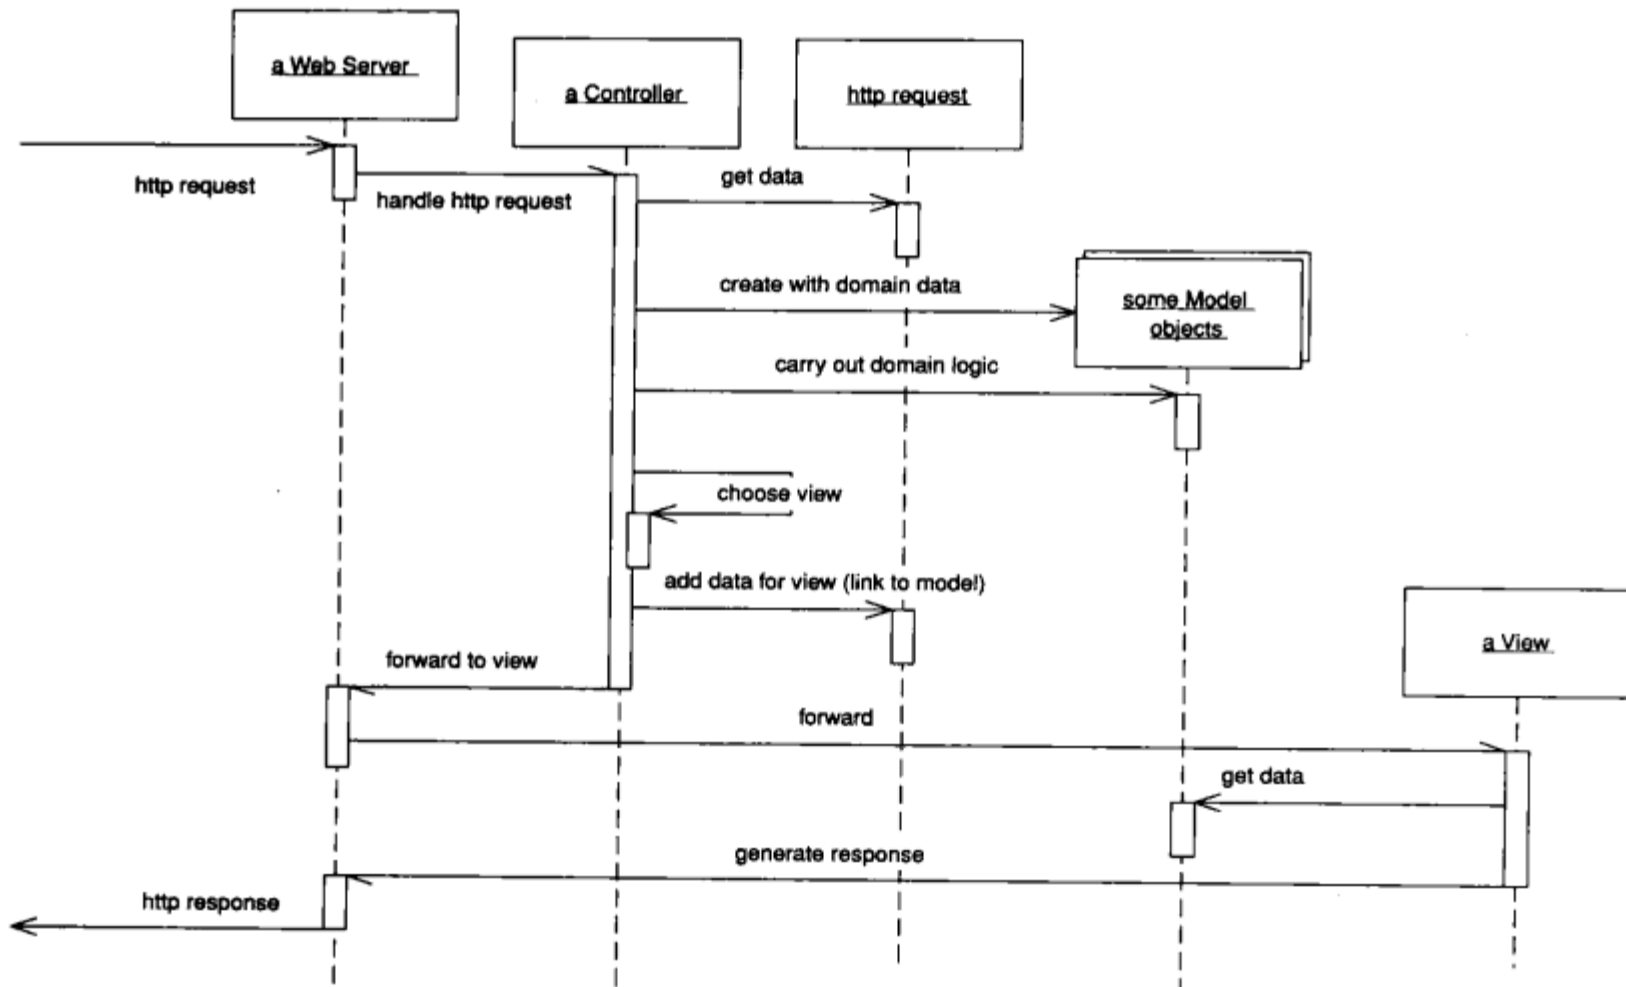 a Web Server
a Controller
http request
http request
handle http request
get data
create with domain data
some Model
objects
carry out domain logic
choose view
add data for view (link to model)
a View
forward to view
forward
get data
generate response
http response